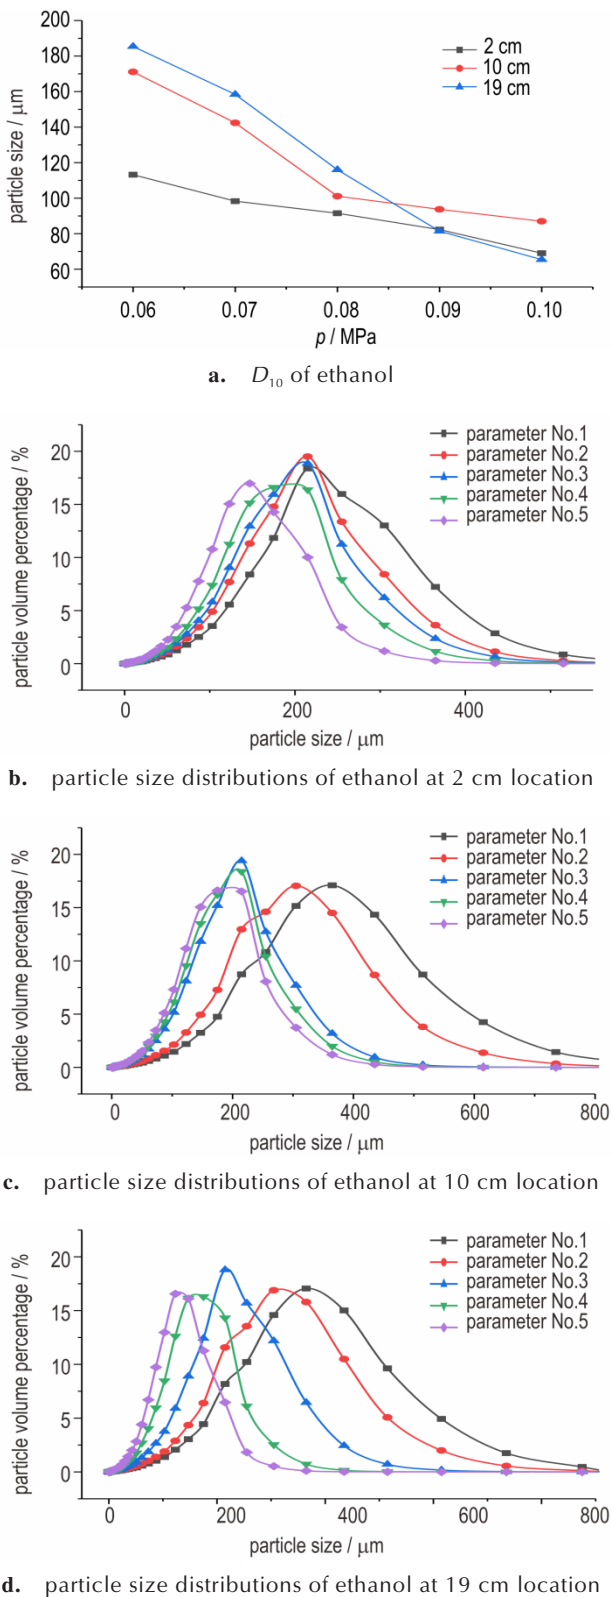 200
180
160
140
120
100
80
60
particle size / μm
2 cm
10 cm
19 cm
0.06 0.07 0.08 0.09 0.10
p / MPa
a. D10 of ethanol
20
15
10
5
0
particle volume percentage / %
parameter No.1
parameter No.2
parameter No.3
parameter No.4
parameter No.5
0 200 400
particle size / μm
b. particle size distributions of ethanol at 2 cm location
20
15
10
5
0
particle volume percentage / %
parameter No.1
parameter No.2
parameter No.3
parameter No.4
parameter No.5
0 200 400 600 800
particle size / μm
c. particle size distributions of ethanol at 10 cm location
20
15
10
5
0
particle volume percentage / %
parameter No.1
parameter No.2
parameter No.3
parameter No.4
parameter No.5
0 200 400 600 800
particle size / μm
d. particle size distributions of ethanol at 19 cm location